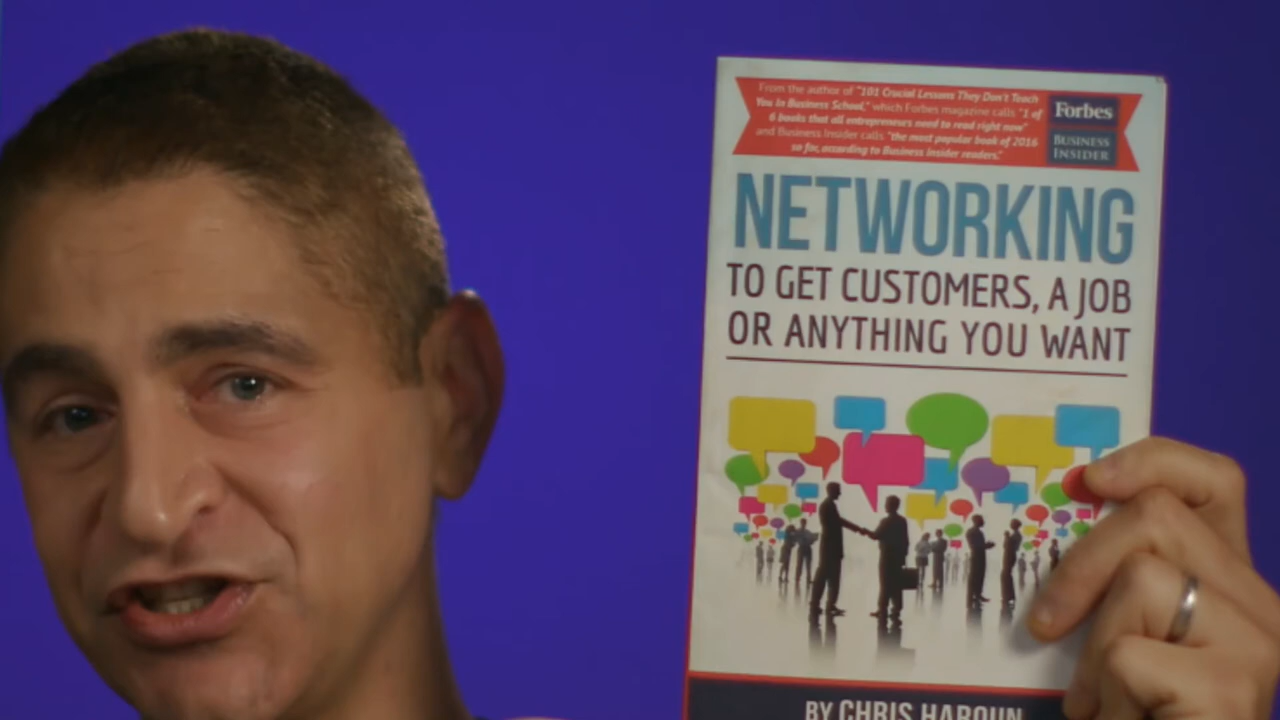 From the author of "101 Crucial Lessons They Don't Teach
You in Business School," which Forbes magazine calls "1 of
6 books that all entrepreneurs need to read right now"
and Business Insider calls "the most popular book of 2016
so far, according to Business Insider readers."
Forbes
BUSINESS
INSIDER
NETWORKING
TO GET CUSTOMERS, A JOB
OR ANYTHING YOU WANT
BY CHRIS HAROUN